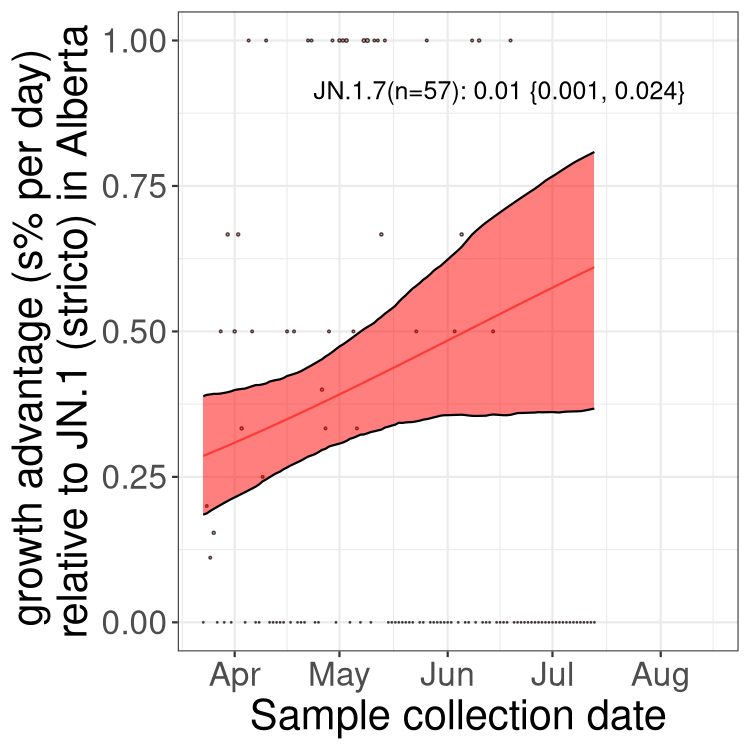 growth advantage (s% per day)
relative to JN.1 (stricto) in Alberta
1.00
0.75
0.50
0.25
0.00
JN.1.7(n=57): 0.01 {0.001, 0.024}
Apr May Jun Jul Aug
Sample collection date